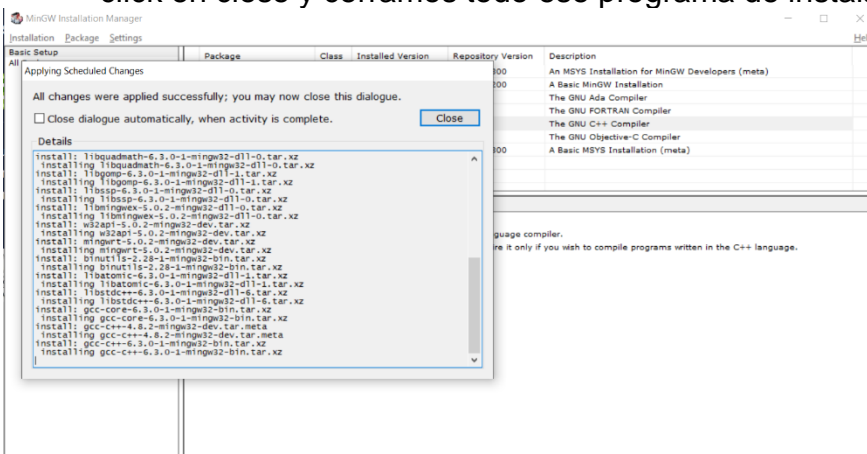 click en close y cerramos todo ese programa de instala
MinGW Installation Manager
Installation Package Settings Hel
Basic Setup
All
Package Class Installed Version Repository Version Description
300 An MSYS Installation for MinGW Developers (meta)
200 A Basic MinGW Installation
The GNU Ada Compiler
The GNU FORTRAN Compiler
The GNU C++ Compiler
The GNU Objective-C Compiler
300 A Basic MSYS Installation (meta)
Applying Scheduled Changes
All changes were applied successfully; you may now close this dialogue.
Close dialogue automatically, when activity is complete.
Close
Details
install: libquadmath-6.3.0-1-mingw32-dll-0.tar.xz
installing libquadmath-6.3.0-1-mingw32-dll-0.tar.xz
install: libgomp-6.3.0-1-mingw32-dll-1.tar.xz
installing libgomp-6.3.0-1-mingw32-dll-1.tar.xz
install: libssp-6.3.0-1-mingw32-dll-0.tar.xz
installing libssp-6.3.0-1-mingw32-dll-0.tar.xz
install: libmingwex-5.0.2-mingw32-dll-0.tar.xz
installing libmingwex-5.0.2-mingw32-dll-0.tar.xz
install: w32api-5.0.2-mingw32-dev.tar.xz
installing w32api-5.0.2-mingw32-dev.tar.xz
install: mingwrt-5.0.2-mingw32-dev.tar.xz
installing mingwrt-5.0.2-mingw32-dev.tar.xz
install: binutils-2.28-1-mingw32-bin.tar.xz
installing binutils-2.28-1-mingw32-bin.tar.xz
install: libatomic-6.3.0-1-mingw32-dll-1.tar.xz
installing libatomic-6.3.0-1-mingw32-dll-1.tar.xz
install: libstdc++-6.3.0-1-mingw32-dll-6.tar.xz
installing libstdc++-6.3.0-1-mingw32-dll-6.tar.xz
install: gcc-core-6.3.0-1-mingw32-bin.tar.xz
installing gcc-core-6.3.0-1-mingw32-bin.tar.xz
install: gcc-c++-4.8.2-mingw32-dev.tar.meta
installing gcc-c++-4.8.2-mingw32-dev.tar.meta
install: gcc-c++-6.3.0-1-mingw32-bin.tar.xz
installing gcc-c++-6.3.0-1-mingw32-bin.tar.xz
guage compiler.
re it only if you wish to compile programs written in the C++ language.